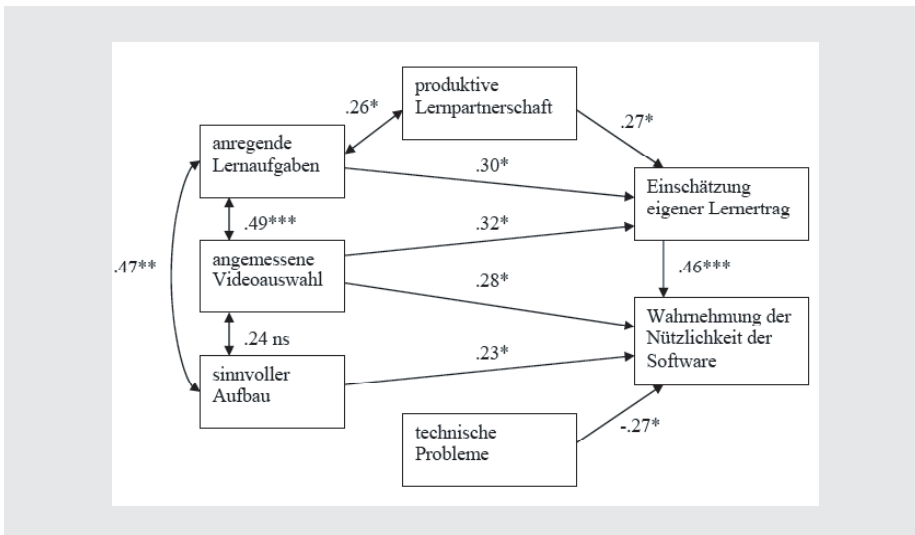 produktive
Lernpartnerschaft
.26*
.27*
anregende
Lernaufgaben
.30*
Einschätzung
eigener Lernertrag
.49***
.32*
.47**
angemessene
Videoauswahl
.46***
.28*
Wahrnehmung der
Nützlichkeit der
Software
.24 ns
.23*
sinnvoller
Aufbau
-.27*
technische
Probleme